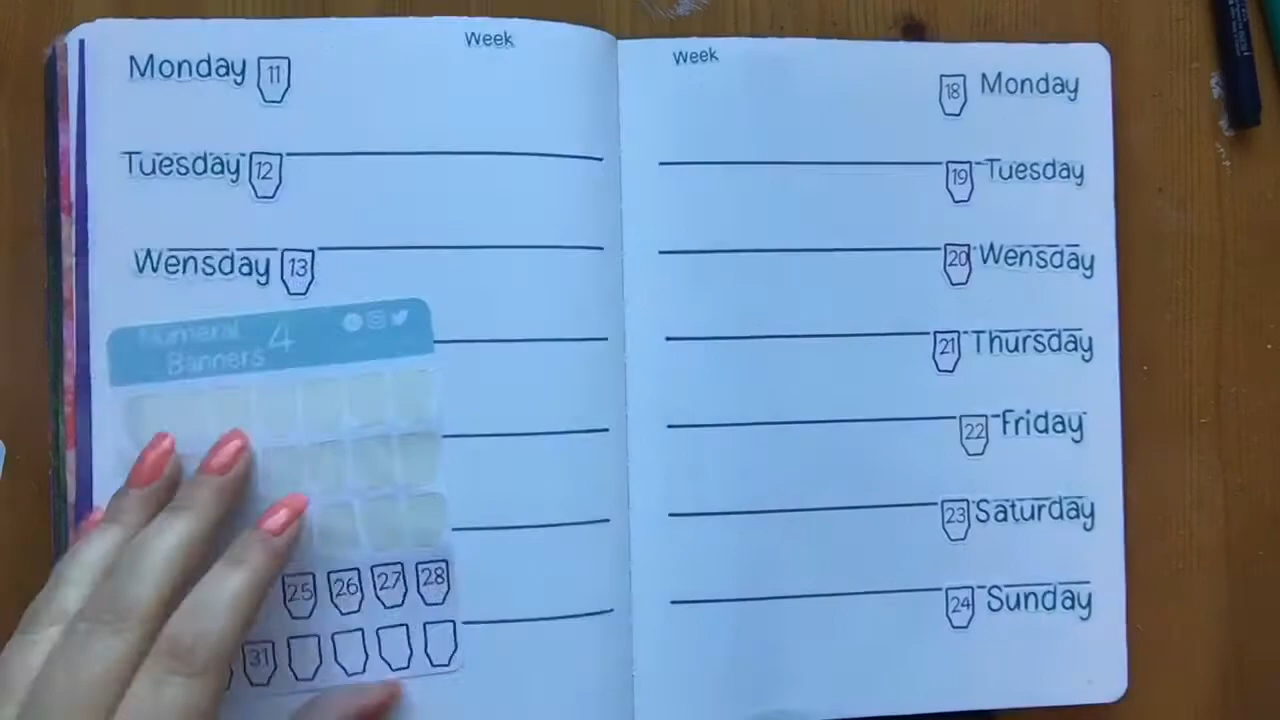 Week
Monday 11
Tuesday 12
Wensday 13
Numeral
Banners 4
25 26 27 28
31
Week
18 Monday
19 Tuesday
20 Wensday
21 Thursday
22 Friday
23 Saturday
24 Sunday